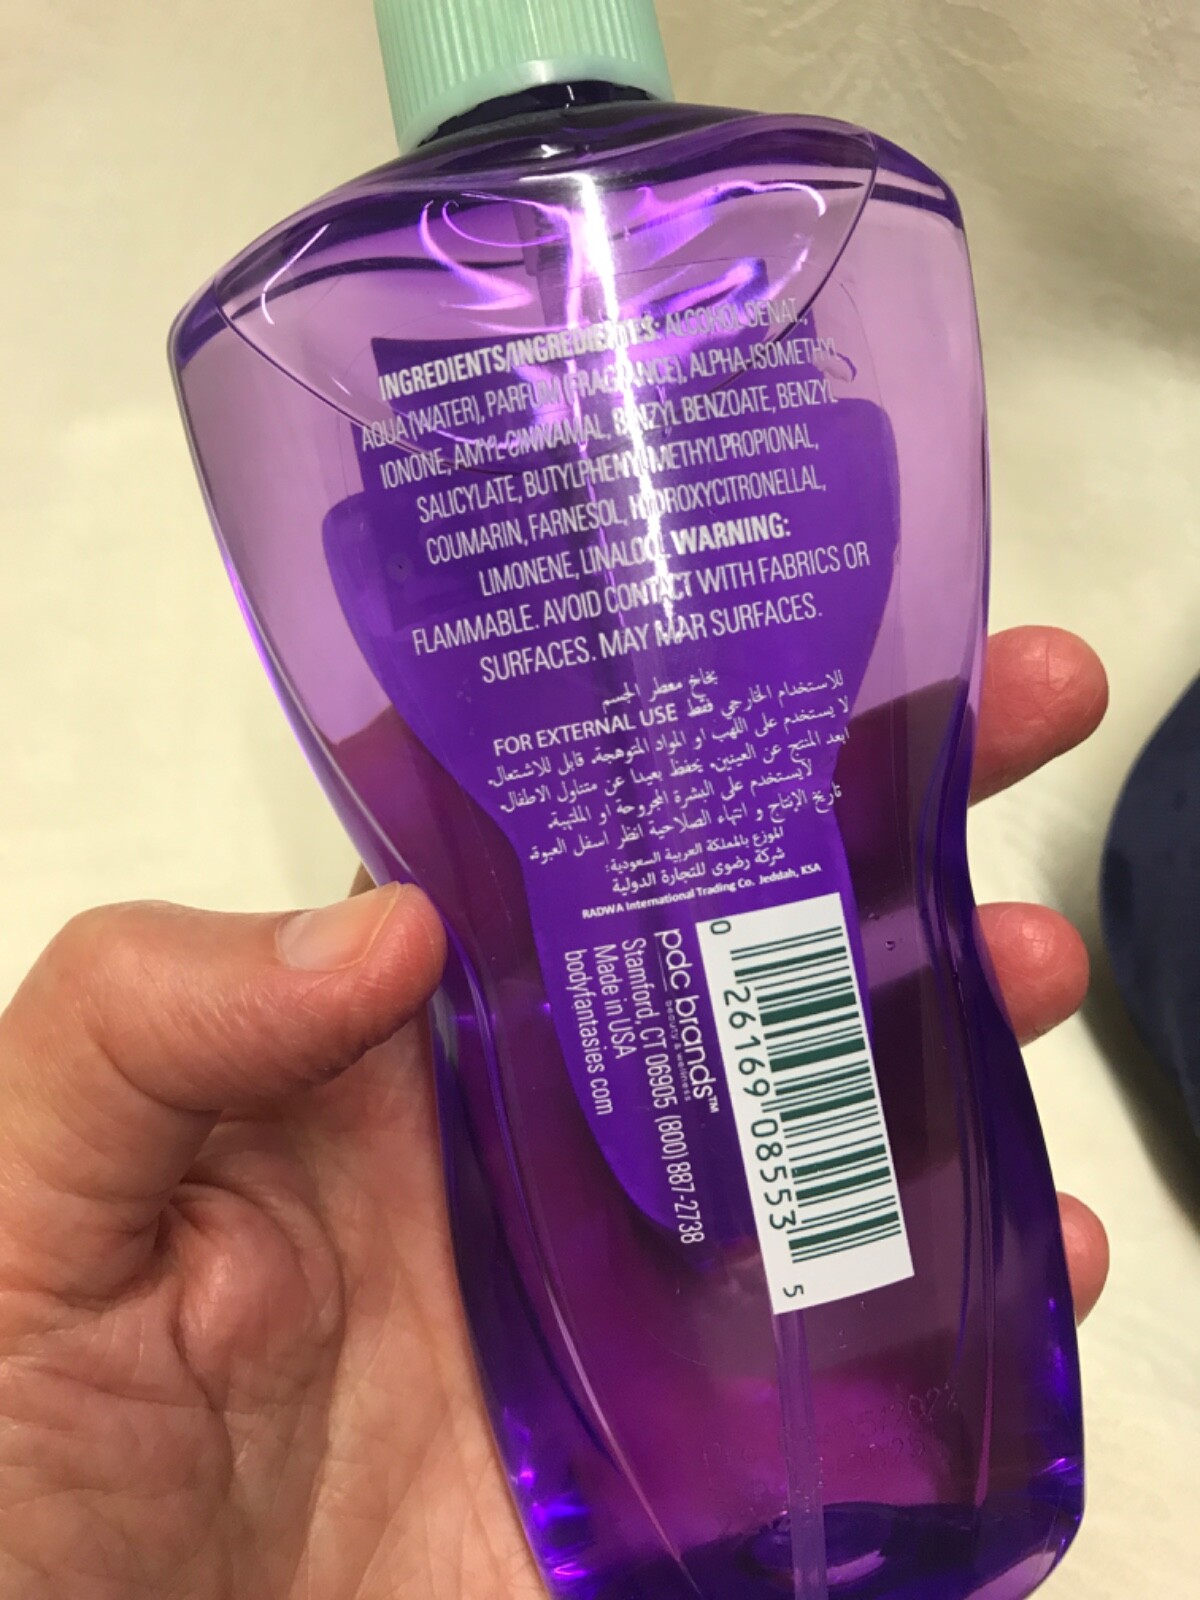 INGREDIENTS/INGREDIENTES: ALCOHOL DENAT.,
AQUA (WATER), PARFUM (FRAGRANCE), ALPHA-ISOMETHYL
IONONE, AMYL CINNAMAL, BENZYL BENZOATE, BENZYL
SALICYLATE, BUTYLPHENYL METHYLPROPIONAL,
COUMARIN, FARNESOL, HYDROXYCITRONELLAL,
LIMONENE, LINALOOL WARNING:
FLAMMABLE. AVOID CONTACT WITH FABRICS OR
SURFACES. MAY MAR SURFACES.
بخاخ معطر الجسم
للاستخدام الخارجي فقط FOR EXTERNAL USE
لا يستخدم على اللهب او المواد المتوهجة. قابل للاشتعال.
ابعد المنتج عن العينين. يحفظ بعيدا عن متناول الاطفال.
لايستخدم على البشرة المجروحة او الملتهبة.
تاريخ الإنتاج و انتهاء الصلاحية انظر اسفل العبوة.
الموزع بالمملكة العربية السعودية:
شركة رضوى للتجارة الدولية
RADWA International Trading Co. Jeddah, KSA
0 26169 08553 5
pdc brands™
beauty & wellness
Stamford, CT 06905 (800) 887-2738
Made in USA
bodyfantasies.com